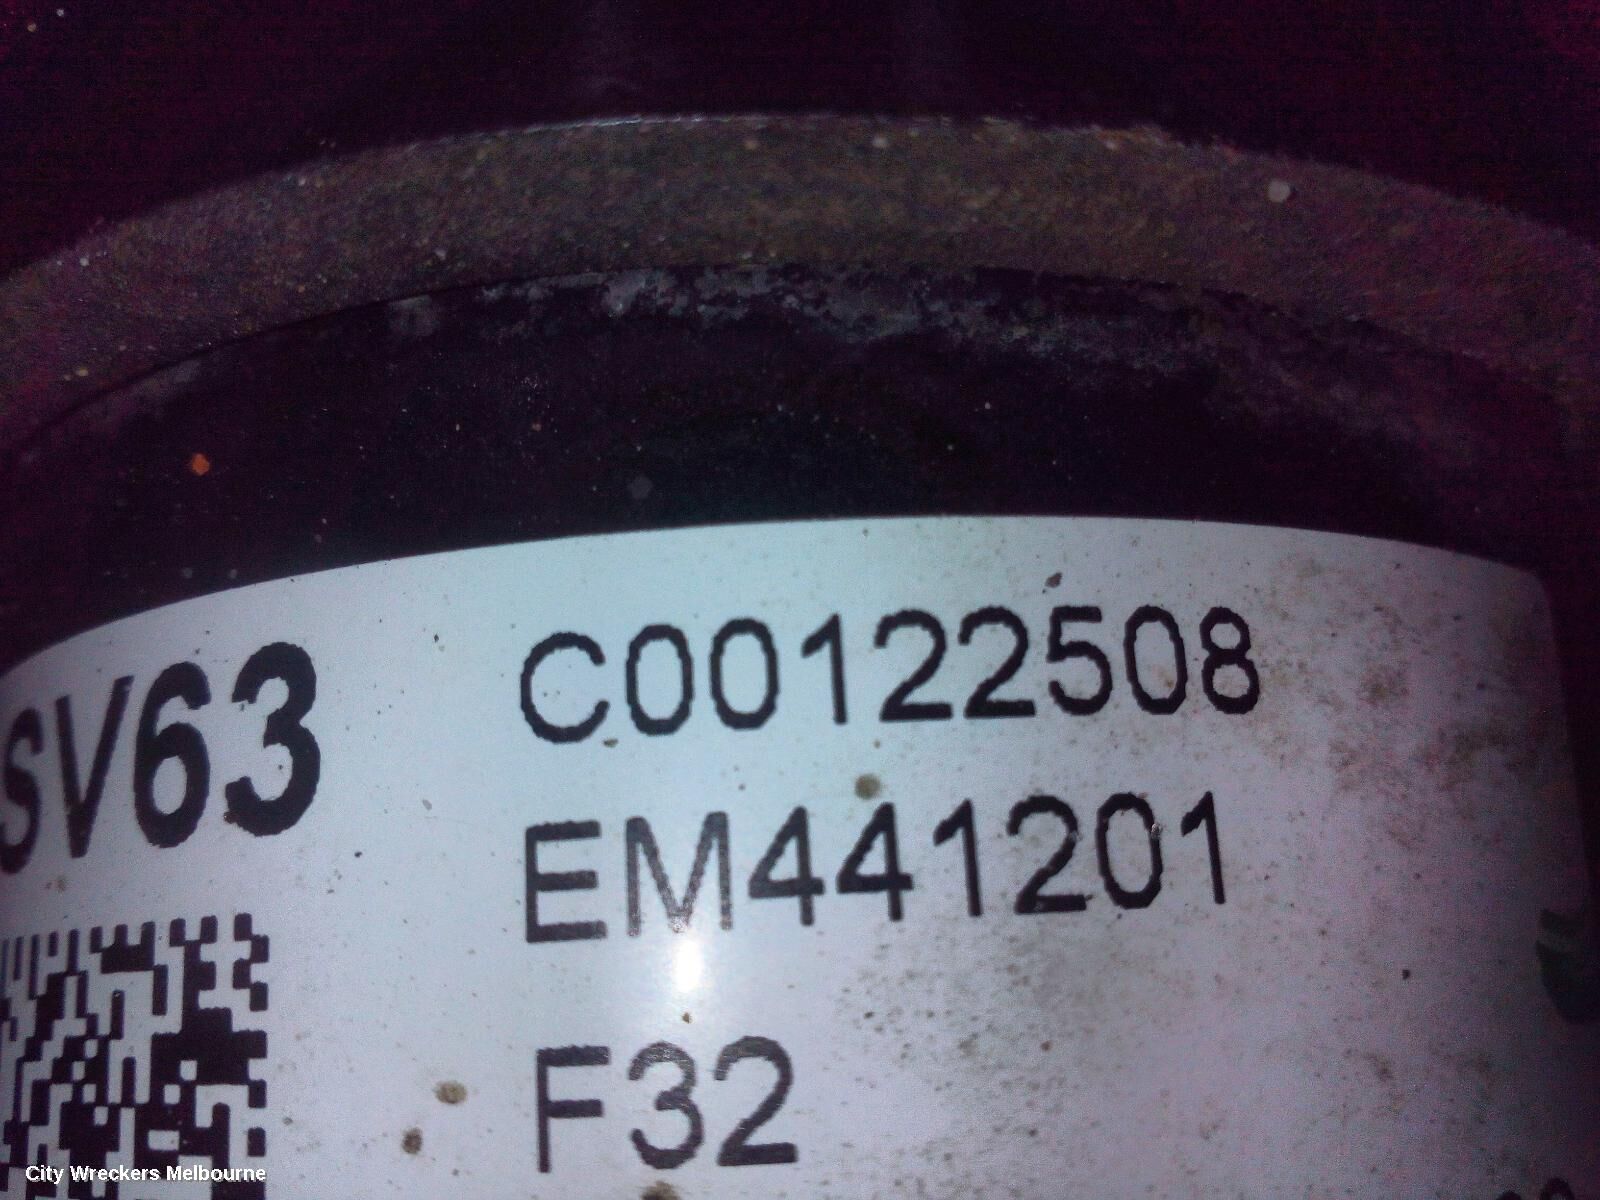 SV63
C00122508
EM441201
F32
City Wreckers Melbourne